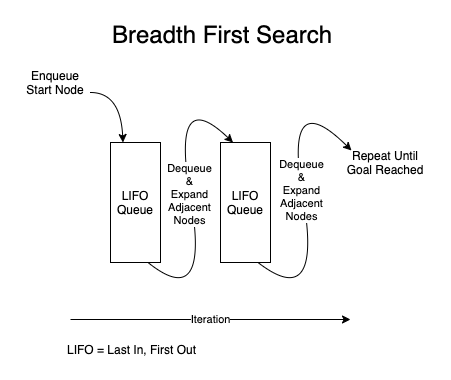 Breadth First Search
Enqueue
Start Node
LIFO
Queue
Dequeue
&
Expand
Adjacent
Nodes
LIFO
Queue
Dequeue
&
Expand
Adjacent
Nodes
Repeat Until
Goal Reached
Iteration
LIFO = Last In, First Out